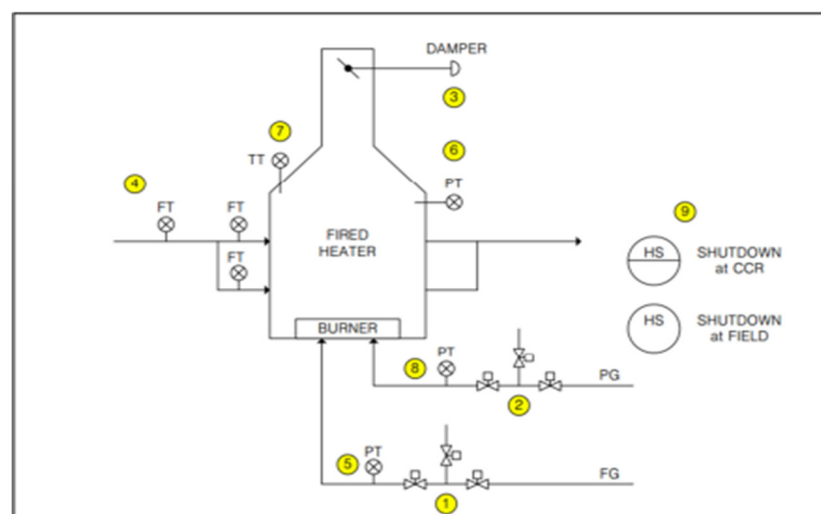 DAMPER
3
7
TT
6
PT
4
FT
FT
FT
FIRED
HEATER
9
HS
SHUTDOWN
at CCR
HS
SHUTDOWN
at FIELD
BURNER
8
PT
PG
2
5
PT
FG
1